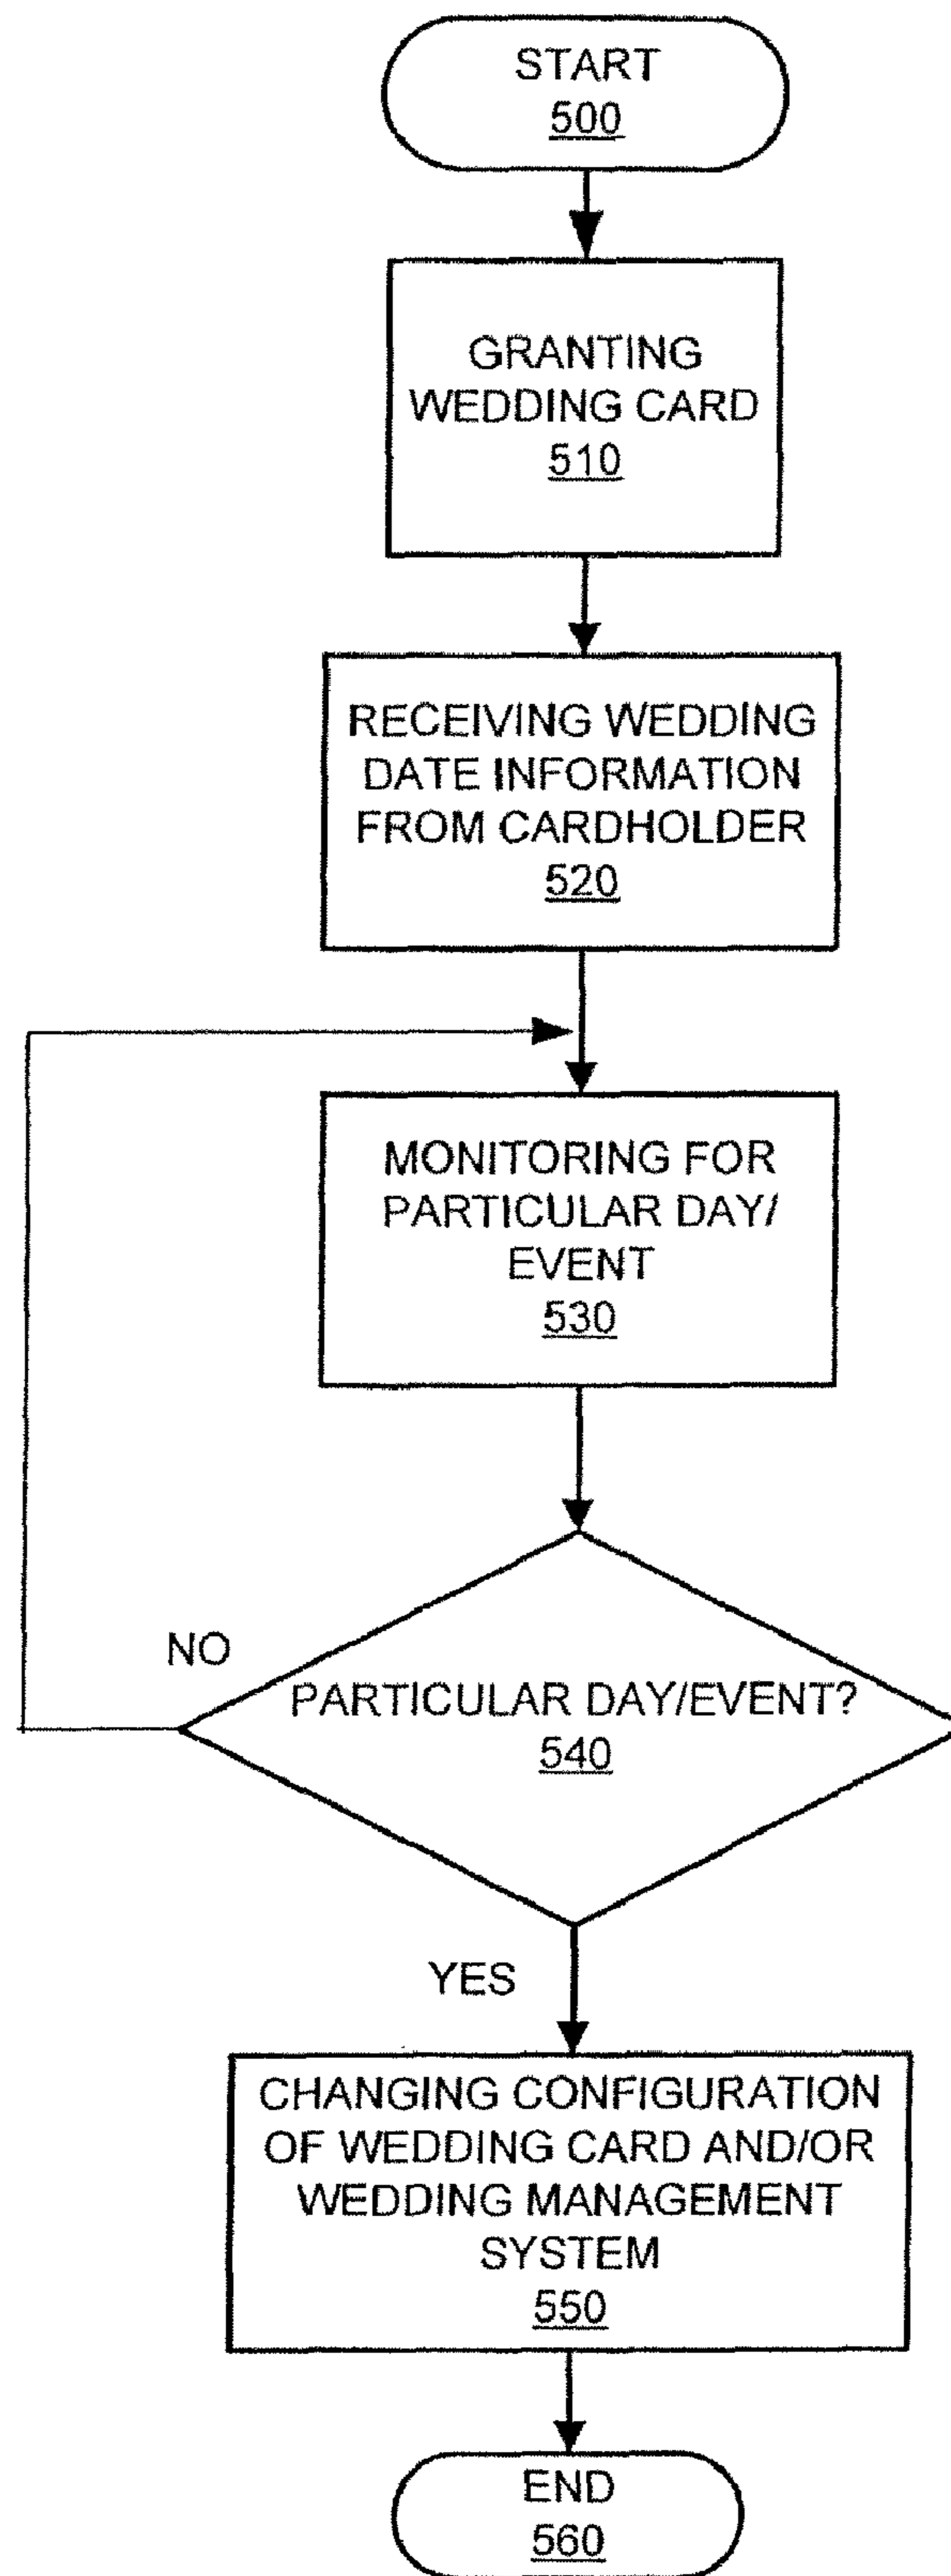 START
500
GRANTING
WEDDING CARD
510
RECEIVING WEDDING
DATE INFORMATION
FROM CARDHOLDER
520
MONITORING FOR
PARTICULAR DAY/
EVENT
530
NO
PARTICULAR DAY/EVENT?
540
YES
CHANGING CONFIGURATION
OF WEDDING CARD AND/OR
WEDDING MANAGEMENT
SYSTEM
550
END
560